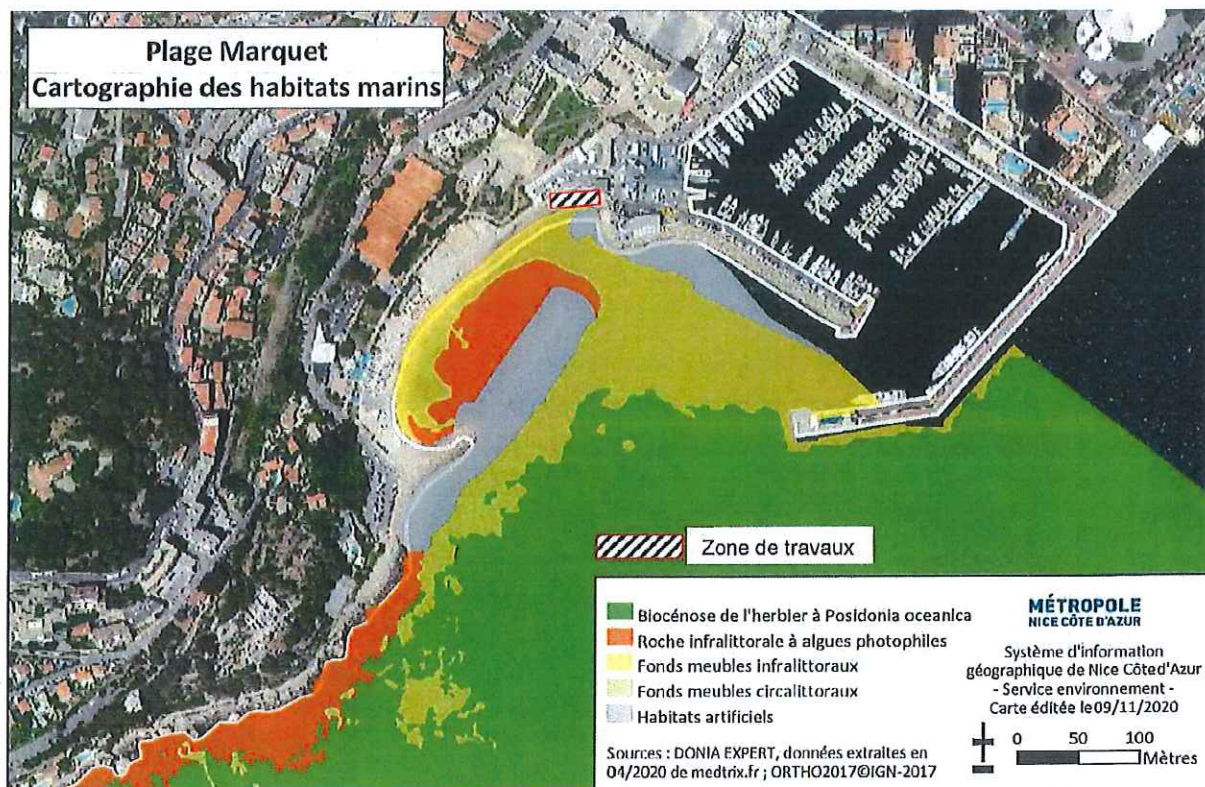 Plage Marquet
Cartographie des habitats marins
Zone de travaux
Biocénose de l'herbier à Posidonia oceanica
Roche infralittorale à algues photophiles
Fonds meubles infralittoraux
Fonds meubles circalittoraux
Habitats artificiels
Sources : DONIA EXPERT, données extraites en
04/2020 de medtrix.fr ; ORTHO2017©IGN-2017
MÉTROPOLE
NICE CÔTE D'AZUR
Système d'information
géographique de Nice Côted'Azur
- Service environnement -
Carte éditée le09/11/2020
0 50 100
Mètres